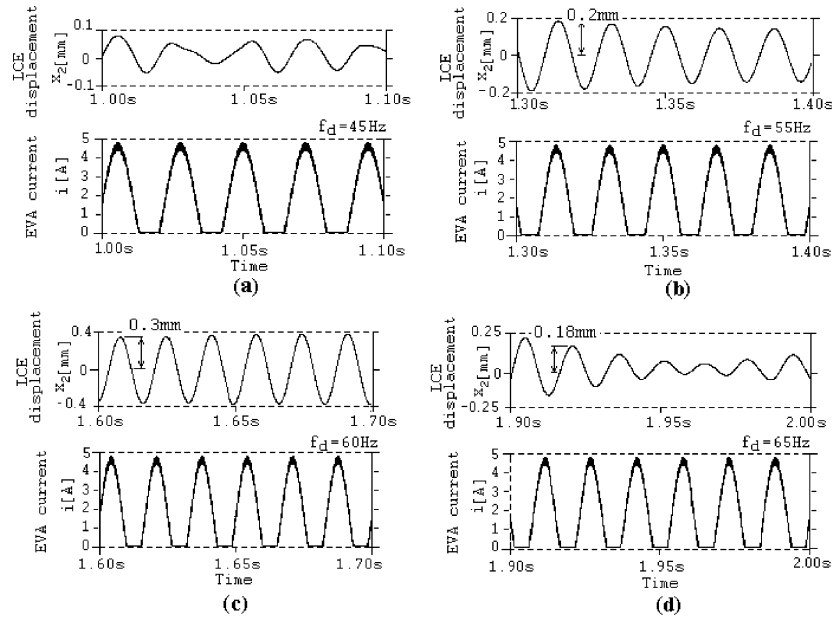 LCE
displacement
x2[mm]
0.1
0
-0.1
1.00s
1.05s
1.10s
fd=45Hz
EVA current
i[A]
5
4
3
2
1
0
1.00s
1.05s
1.10s
Time
(a)
LCE
displacement
x2[mm]
0.2
0
-0.2
0.2mm
1.30s
1.35s
1.40s
fd=55Hz
EVA current
i[A]
5
4
3
2
1
0
1.30s
1.35s
1.40s
Time
(b)
LCE
displacement
x2[mm]
0.4
0
-0.4
0.3mm
1.60s
1.65s
1.70s
fd=60Hz
EVA current
i[A]
5
4
3
2
1
0
1.60s
1.65s
1.70s
Time
(c)
LCE
displacement
x2[mm]
0.25
0
-0.25
0.18mm
1.90s
1.95s
2.00s
fd=65Hz
EVA current
i[A]
5
4
3
2
1
0
1.90s
1.95s
2.00s
Time
(d)